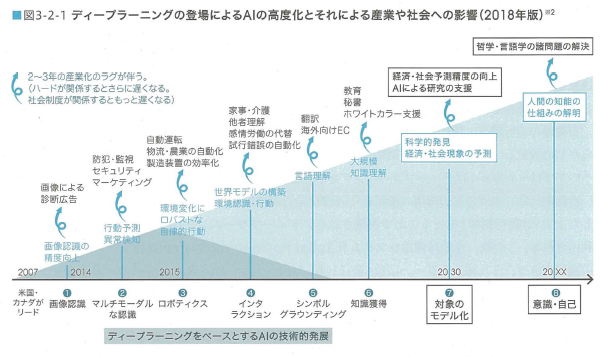 ■図3-2-1 ディープラーニングの登場によるAIの高度化とそれによる産業や社会への影響(2018年版)※2
哲学・言語学の諸問題の解決
2〜3年の産業化のラグが伴う。
(ハードが関係するとさらに遅くなる。
社会制度が関係するともっと遅くなる)
経済・社会予測精度の向上
AIによる研究の支援
教育
秘書
ホワイトカラー支援
人間の知能の
仕組みの解明
家事・介護
他者理解
感情労働の代替
試行錯誤の自動化
翻訳
海外向けEC
自動運転
物流・農業の自動化
製造装置の効率化
科学的発見
経済・社会現象の予測
防犯・監視
セキュリティ
マーケティング
大規模
知識理解
言語理解
画像による
診断広告
世界モデルの構築
環境認識・行動
環境変化に
ロバストな
自律的行動
行動予測
異常検知
画像認識の
精度向上
2007 2014 2015 2030 20XX
米国・
カナダが
リード
❶
画像認識
❷
マルチモーダル
な認識
❸
ロボティクス
❹
インタ
ラクション
❺
シンボル
グラウンディング
❻
知識獲得
❼
対象の
モデル化
❽
意識・自己
ディープラーニングをベースとするAIの技術的発展